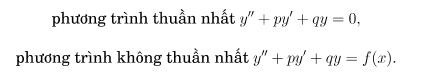 phương trình thuần nhất y′′ + py′ + qy = 0,
phương trình không thuần nhất y′′ + py′ + qy = f(x).